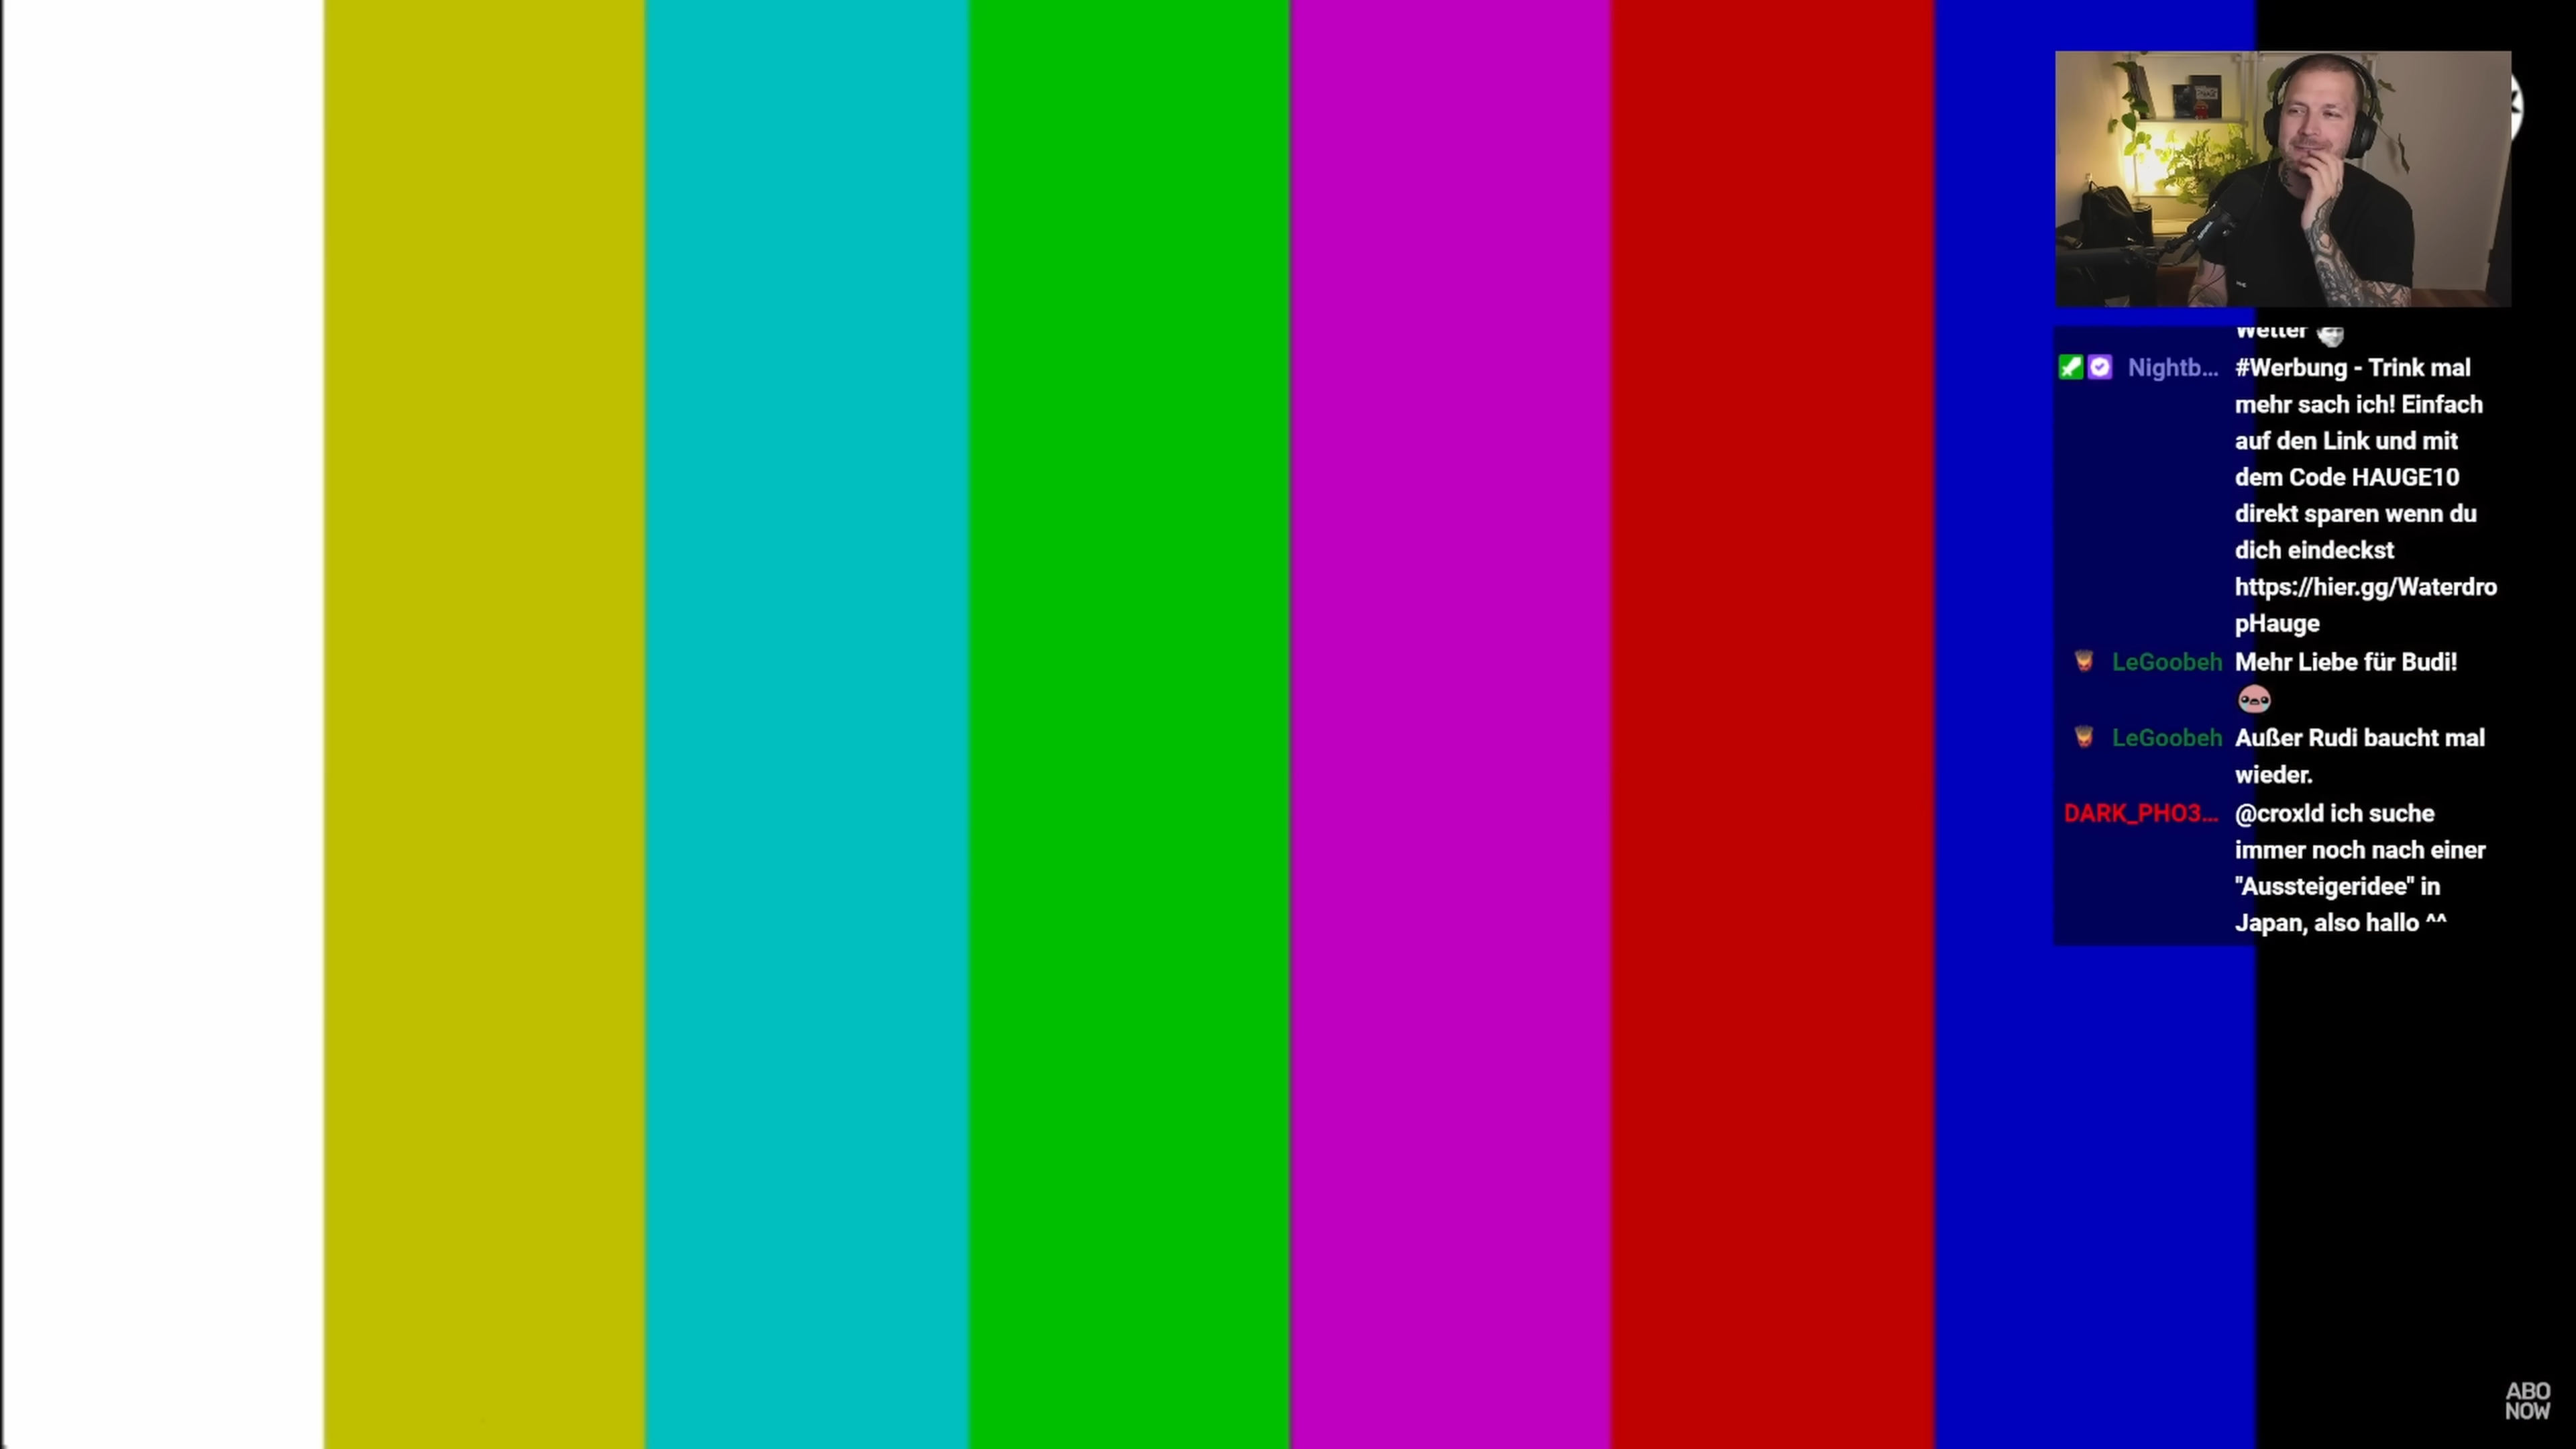 Wetter
Nightb... #Werbung - Trink mal
mehr sach ich! Einfach
auf den Link und mit
dem Code HAUGE10
direkt sparen wenn du
dich eindeckst
https://hier.gg/Waterdro
pHauge
LeGoobeh Mehr Liebe für Budi!
LeGoobeh Außer Rudi baucht mal
wieder.
DARK_PHO3... @croxld ich suche
immer noch nach einer
"Aussteigeridee" in
Japan, also hallo ^^
ABO
NOW